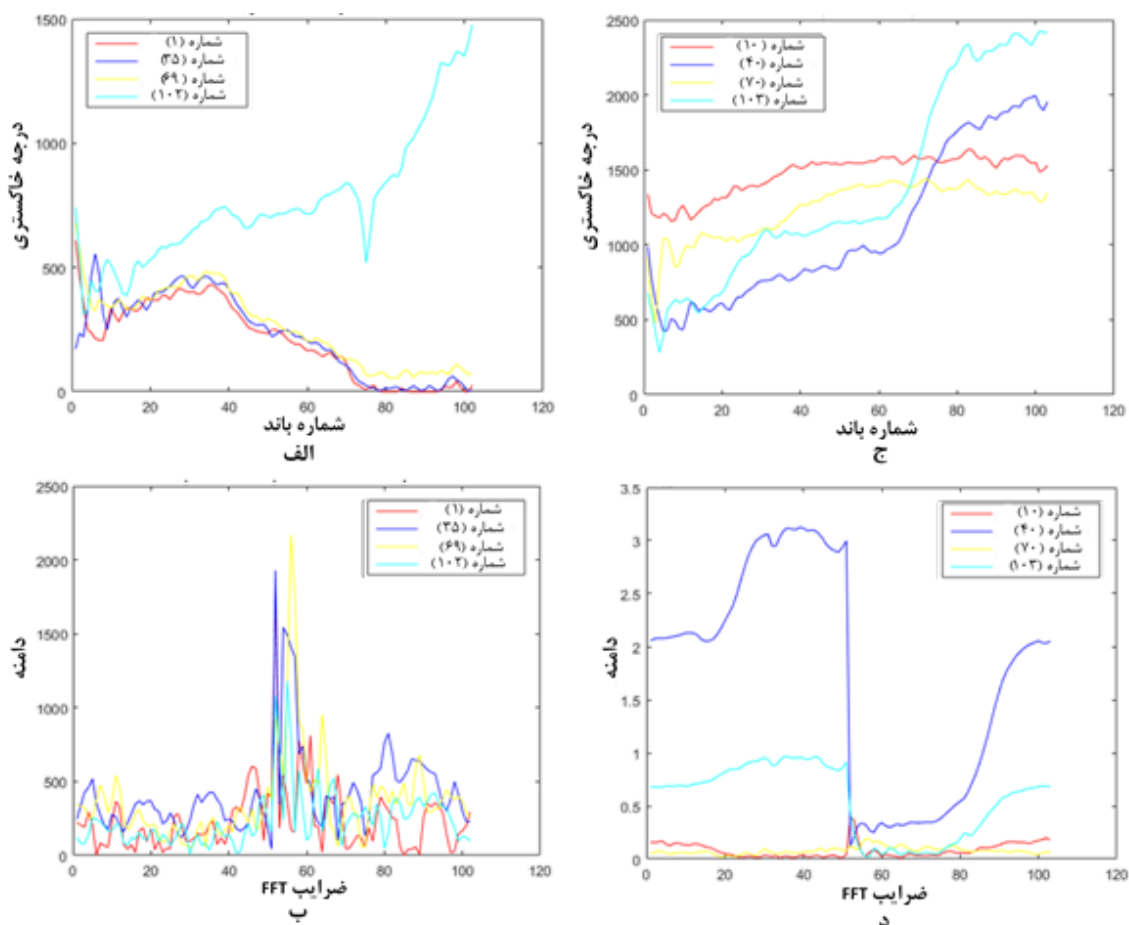 شماره (۱)
شماره (۳۵)
شماره (۶۹)
شماره (۱۰۲)
درجه خاکستری
1500
1000
500
0
0 20 40 60 80 100 120
شماره باند
الف
شماره (۱۰)
شماره (۴۰)
شماره (۷۰)
شماره (۱۰۳)
درجه خاکستری
2500
2000
1500
1000
500
0
0 20 40 60 80 100 120
شماره باند
ج
شماره (۱)
شماره (۳۵)
شماره (۶۹)
شماره (۱۰۲)
دامنه
2500
2000
1500
1000
500
0
0 20 40 60 80 100 120
ضرایب FFT
ب
شماره (۱۰)
شماره (۴۰)
شماره (۷۰)
شماره (۱۰۳)
دامنه
3.5
3
2.5
2
1.5
1
0.5
0
0 20 40 60 80 100 120
ضرایب FFT
د